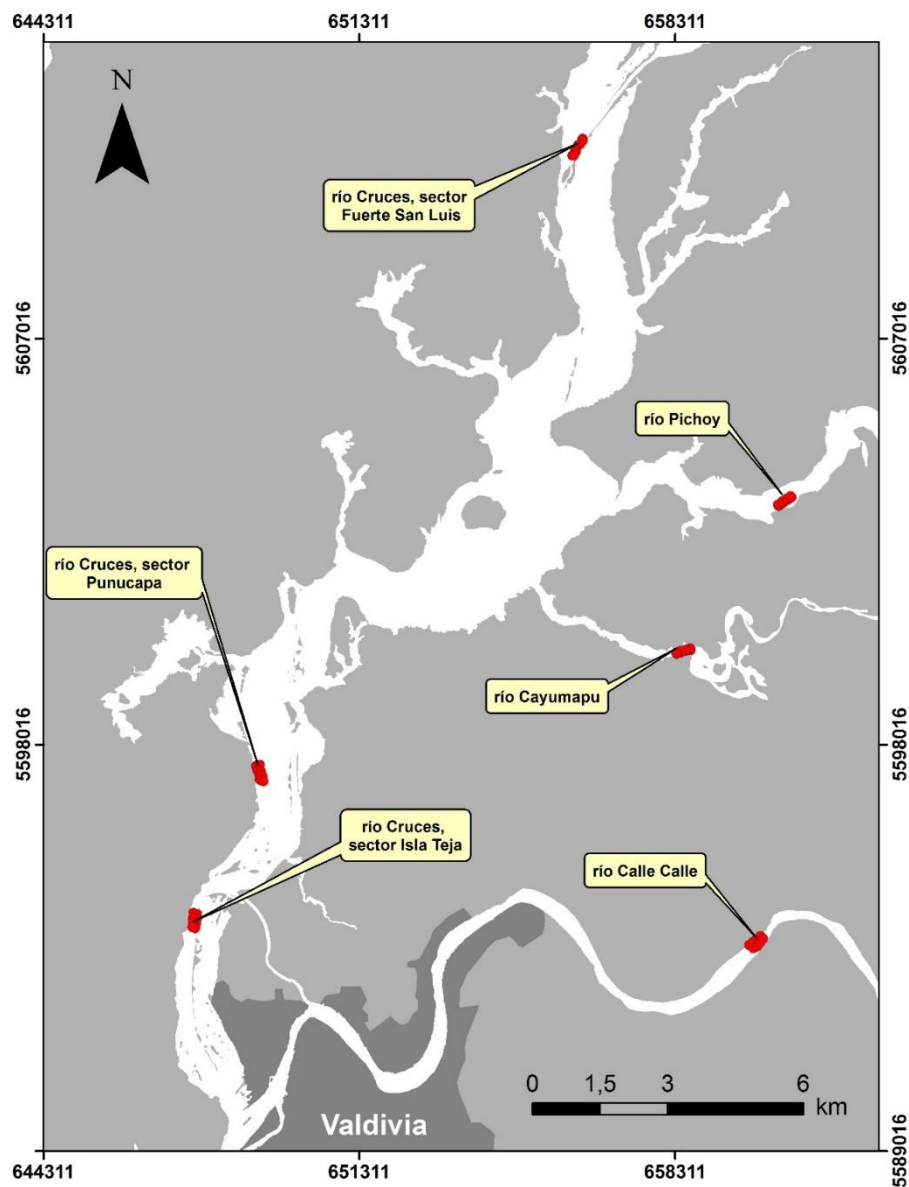 644311 651311 658311
N
río Cruces, sector
Fuerte San Luis
5607016 5607016
río Pichoy
río Cruces, sector
Punucapa
río Cayumapu
5598016 5598016
río Cruces,
sector Isla Teja
río Calle Calle
0 1,5 3 6
km
Valdivia
5589016
644311 651311 658311